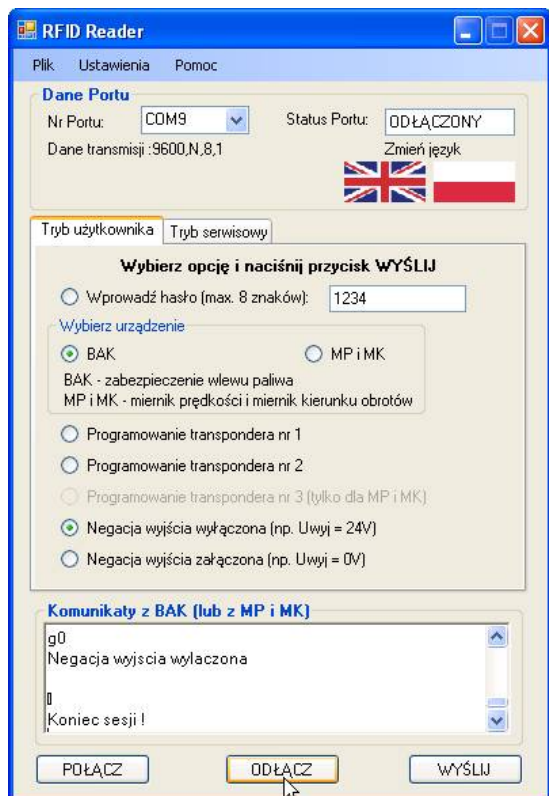 RFID Reader
Plik Ustawienia Pomoc
Dane Portu
Nr Portu: COM9 Status Portu: ODŁĄCZONY
Dane transmisji :9600,N,8,1 Zmień język
Tryb użytkownika Tryb serwisowy
Wybierz opcję i naciśnij przycisk WYŚLIJ
Wprowadź hasło (max. 8 znaków): 1234
Wybierz urządzenie
BAK MP i MK
BAK - zabezpieczenie wlewu paliwa
MP i MK - miernik prędkości i miernik kierunku obrotów
Programowanie transpondera nr 1
Programowanie transpondera nr 2
Programowanie transpondera nr 3 (tylko dla MP i MK)
Negacja wyjścia wyłączona (np. Uwyj = 24V)
Negacja wyjścia załączona (np. Uwyj = 0V)
Komunikaty z BAK (lub z MP i MK)
g0
Negacja wyjscia wylaczona
Koniec sesji !
POŁĄCZ ODŁĄCZ WYŚLIJ